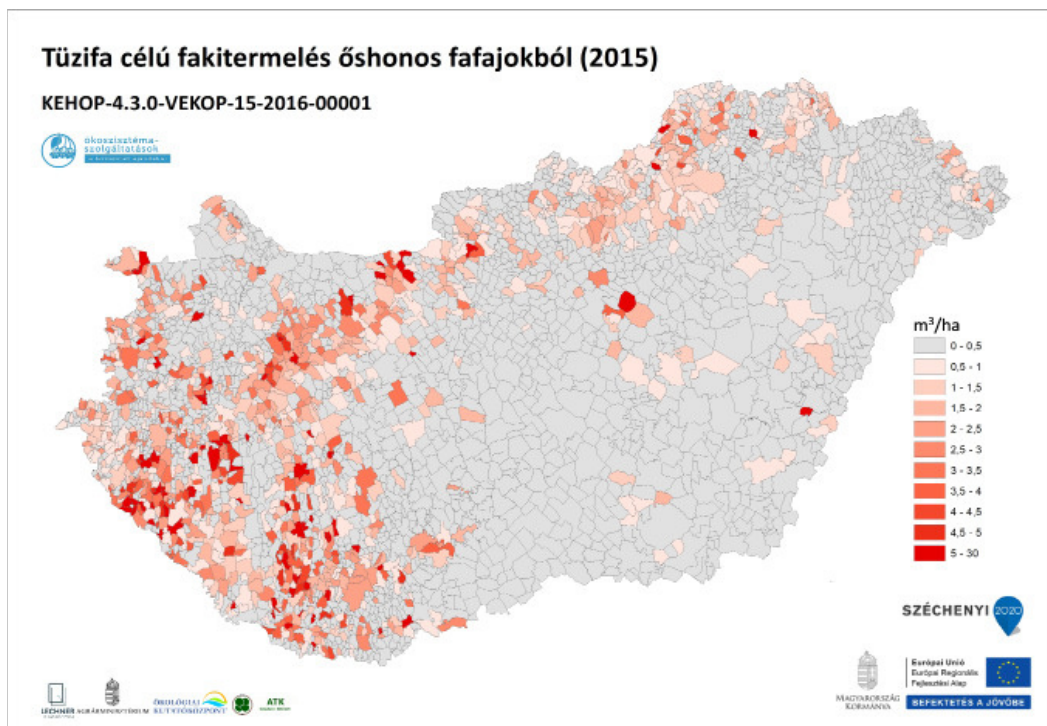 Tüzifa célú fakitermelés őshonos fafajokból (2015)
KEHOP-4.3.0-VEKOP-15-2016-00001
ökoszisztéma-
szolgáltatások
m³/ha
0 - 0,5
0,5 - 1
1 - 1,5
1,5 - 2
2 - 2,5
2,5 - 3
3 - 3,5
3,5 - 4
4 - 4,5
4,5 - 5
5 - 30
SZÉCHENYI 2020
LECHNER
AGRÁRMINISZTÉRIUM
ÖKOLÓGIAI
KUTATÓKÖZPONT
ATK
MAGYARORSZÁG
KORMÁNYA
Európai Unió
Európai Regionális
Fejlesztési Alap
BEFEKTETÉS A JÖVŐBE